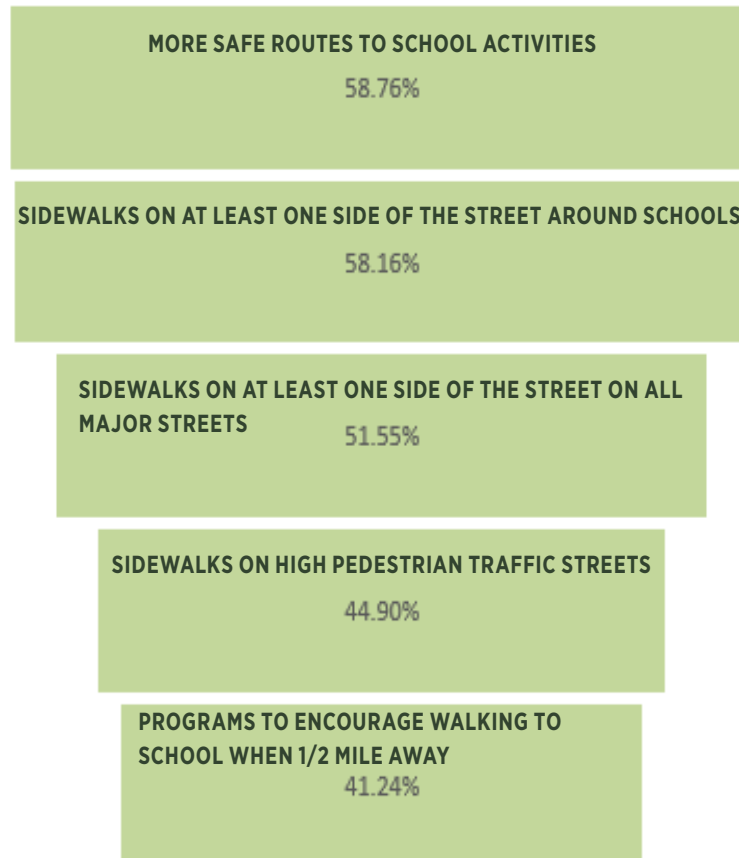 MORE SAFE ROUTES TO SCHOOL ACTIVITIES
58.76%
SIDEWALKS ON AT LEAST ONE SIDE OF THE STREET AROUND SCHOOLS
58.16%
SIDEWALKS ON AT LEAST ONE SIDE OF THE STREET ON ALL
MAJOR STREETS
51.55%
SIDEWALKS ON HIGH PEDESTRIAN TRAFFIC STREETS
44.90%
PROGRAMS TO ENCOURAGE WALKING TO
SCHOOL WHEN 1/2 MILE AWAY
41.24%